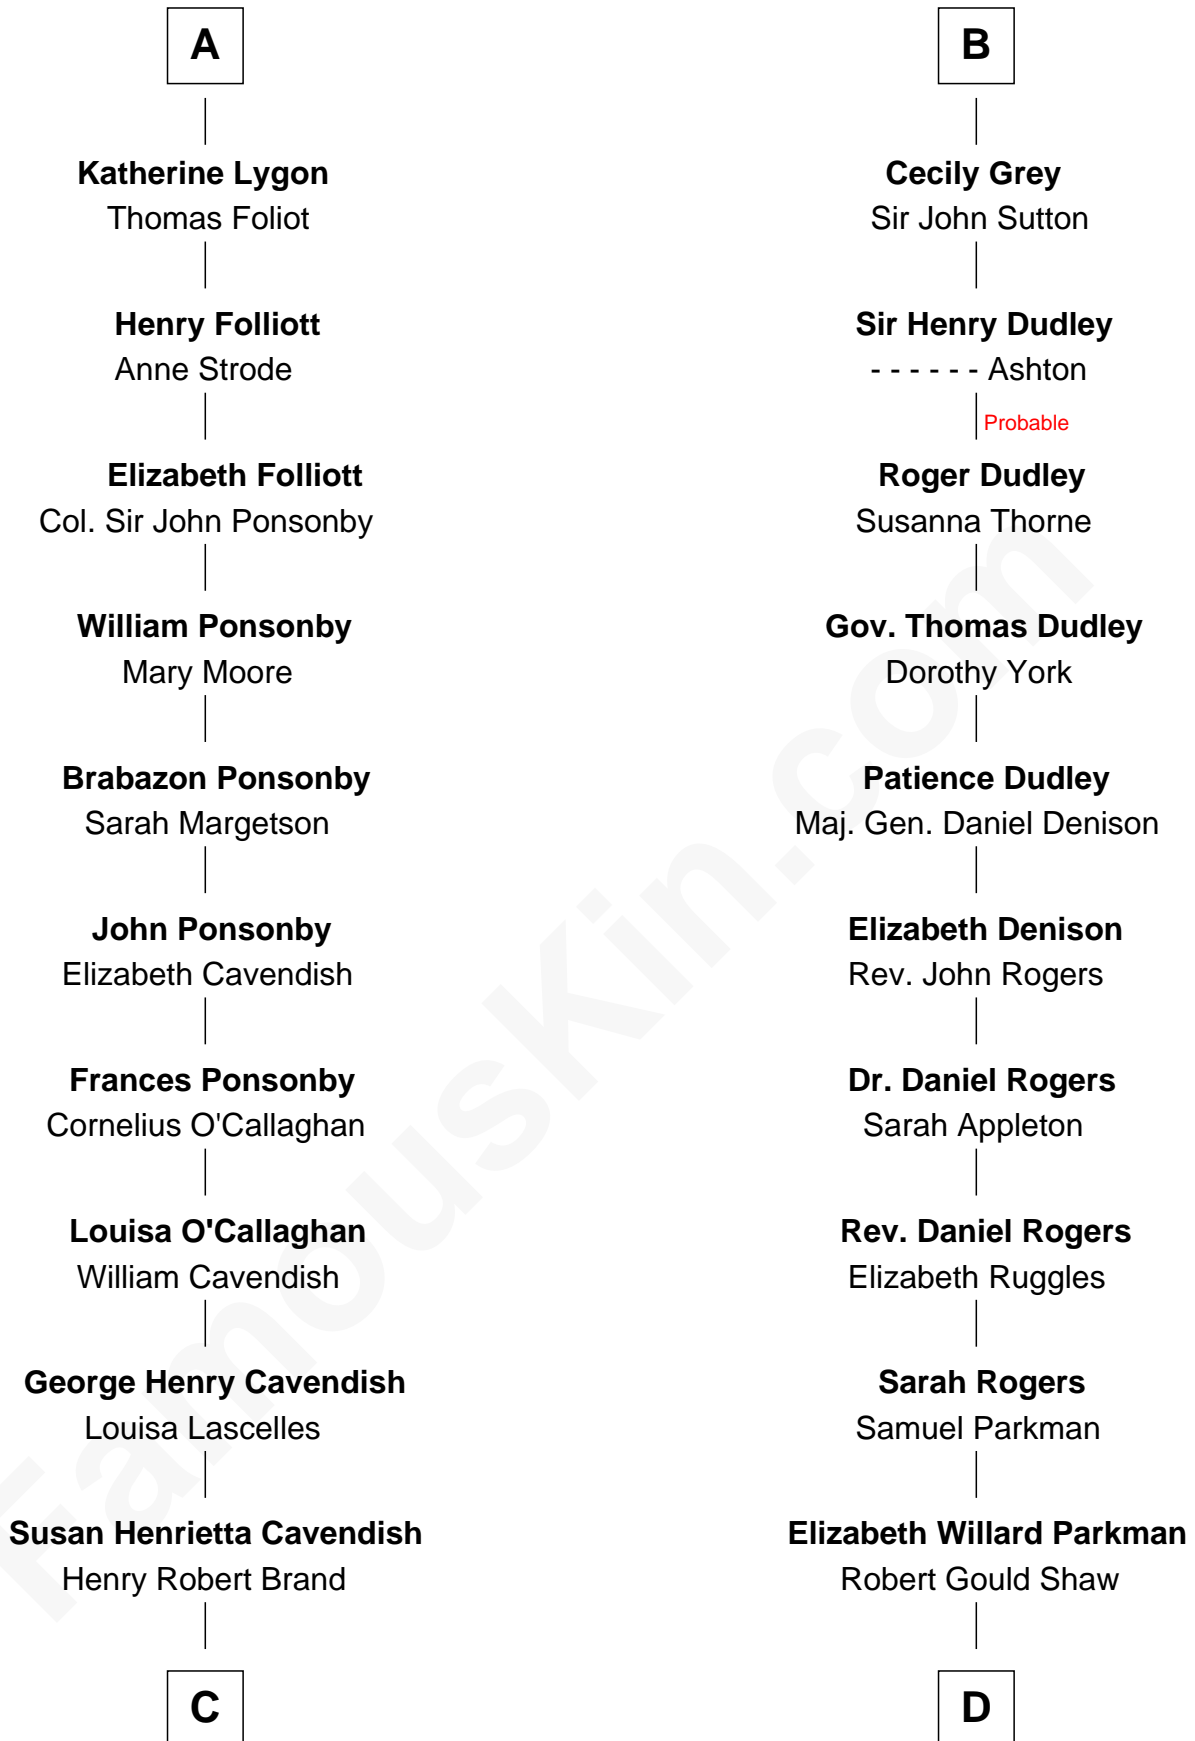 A
Katherine Lygon
Thomas Foliot
Henry Folliott
Anne Strode
Elizabeth Folliott
Col. Sir John Ponsonby
William Ponsonby
Mary Moore
Brabazon Ponsonby
Sarah Margetson
John Ponsonby
Elizabeth Cavendish
Frances Ponsonby
Cornelius O'Callaghan
Louisa O'Callaghan
William Cavendish
George Henry Cavendish
Louisa Lascelles
Susan Henrietta Cavendish
Henry Robert Brand
C
B
Cecily Grey
Sir John Sutton
Sir Henry Dudley
- - - - - - Ashton
Probable
Roger Dudley
Susanna Thorne
Gov. Thomas Dudley
Dorothy York
Patience Dudley
Maj. Gen. Daniel Denison
Elizabeth Denison
Rev. John Rogers
Dr. Daniel Rogers
Sarah Appleton
Rev. Daniel Rogers
Elizabeth Ruggles
Sarah Rogers
Samuel Parkman
Elizabeth Willard Parkman
Robert Gould Shaw
D
FamousKin.com